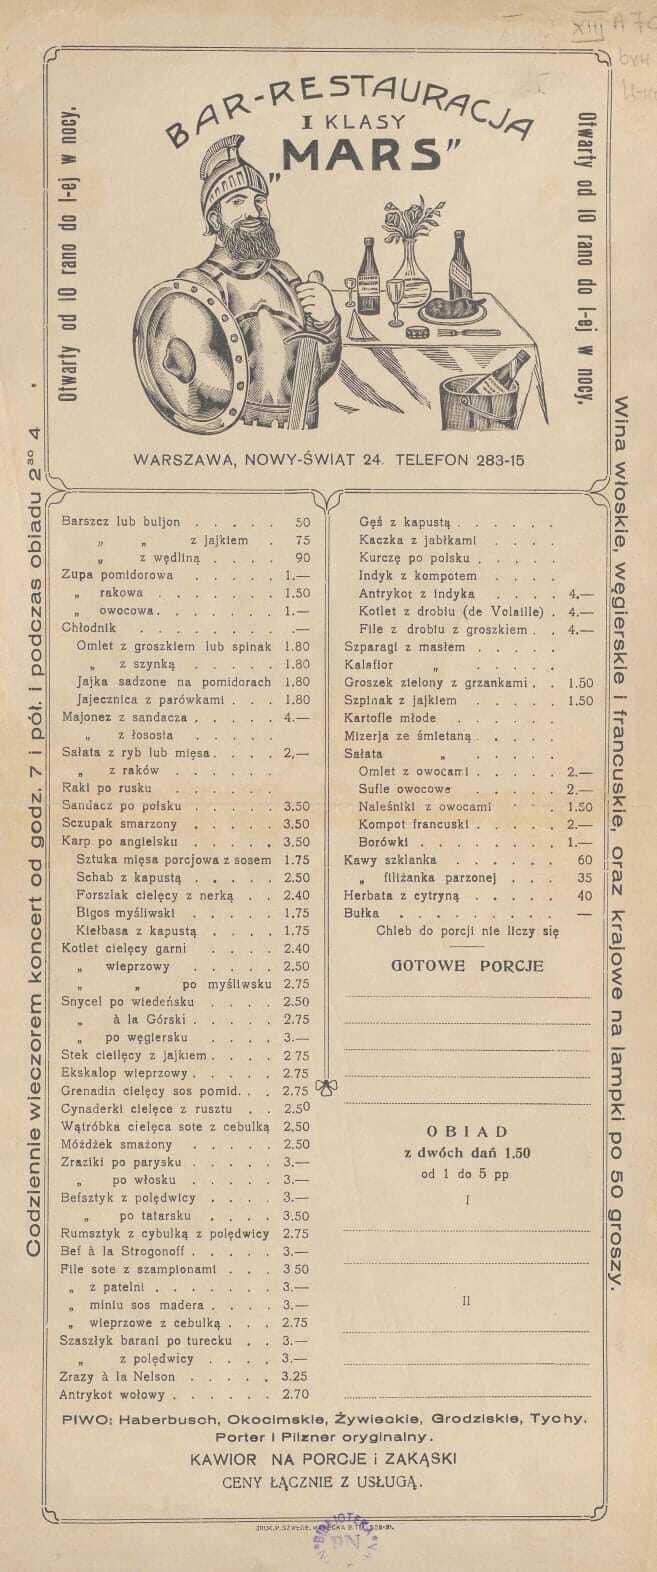 BAR-RESTAURACJA
I KLASY
„MARS”
Otwarty od 10 rano do 1-ej w nocy.
Otwarty od 10 rano do 1-ej w nocy.
WARSZAWA, NOWY-ŚWIAT 24. TELEFON 283-15
Codziennie wieczorem koncert od godz. 7 i pół. i podczas obiadu 2³⁰ 4
Barszcz lub buljon . . . . . 50
„ „ z jajkiem . 75
„ z wędliną . . . . 90
Zupa pomidorowa . . . . . 1.—
„ rakowa . . . . . . . 1.50
„ owocowa . . . . . . 1.—
Chłodnik . . . . . . . . .—
Omlet z groszkiem lub spinak 1.80
„ z szynką . . . . . 1.80
Jajka sadzone na pomidorach 1.80
Jajecznica z parówkami . . . 1.80
Majonez z sandacza . . . . . 4.—
„ z łososia . . . . .
Sałata z ryb lub mięsa . . . . 2,—
„ z raków . . . . . .
Raki po rusku . . . . . .
Sandacz po polsku . . . . . 3.50
Sczupak smarzony . . . . . 3.50
Karp po angielsku . . . . . 3.50
Sztuka mięsa porcjowa z sosem 1.75
Schab z kapustą . . . . . 2.50
Forszlak cielęcy z nerką . . 2.40
Bigos myśliwski . . . . . 1.75
Kiełbasa z kapustą . . . . 1.75
Kotlet cielęcy garni . . . . 2.40
„ wieprzowy . . . . . 2.50
„ „ po myśliwsku 2.75
Snycel po wiedeńsku . . . . 2.50
„ à la Górski . . . . . 2.75
„ po węgiersku . . . . 3.—
Stek cielięcy z jajkiem . . . . 2 75
Ekskalop wieprzowy . . . . . 2.75
Grenadin cielęcy sos pomid. . . 2.75
Cynaderki cielęce z rusztu . . 2.50
Wątróbka cielęca sote z cebulką 2.50
Móżdżek smażony . . . . . 2.50
Zraziki po parysku . . . . . 3.—
„ po włosku . . . . . 3.—
Befsztyk z polędwicy . . . . 3.—
„ po tatarsku . . . . 3.50
Rumsztyk z cybulką z polędwicy 2.75
Bef à la Strogonoff . . . . . 3.—
File sote z szampionami . . . 3 50
„ z patelni . . . . . . . 3.—
„ miniu sos madera . . . . 3.—
„ wieprzowe z cebulką . . . 2.75
Szaszłyk barani po turecku . . 3.—
„ z polędwicy . . . . 3.—
Zrazy à la Nelson . . . . . 3.25
Antrykot wołowy . . . . . . 2.70
Gęś z kapustą . . . . . .
Kaczka z jabłkami . . . .
Kurczę po polsku . . . . .
Indyk z kompotem . . . . .
Antrykot z indyka . . . . 4.—
Kotlet z drobiu (de Volaille) . 4.—
File z drobiu z groszkiem . . 4.—
Szparagi z masłem . . . . .
Kalafior „ . . . . .
Groszek zielony z grzankami . . 1.50
Szpinak z jajkiem . . . . . 1.50
Kartofle młode . . . . . .
Mizerja ze śmietaną . . . . .
Sałata „ . . . . .
Omlet z owocami . . . . . 2.—
Sufle owocowe . . . . . 2.—
Naleśniki z owocami . . 1.50
Kompot francuski . . . . . 2.—
Borówki . . . . . . . . 1.—
Kawy szklanka . . . . . . 60
„ filiżanka parzonej . . . 35
Herbata z cytryną . . . . . 40
Bułka . . . . . . . . —
Chleb do porcji nie liczy się
GOTOWE PORCJE
OBIAD
z dwóch dań 1.50
od 1 do 5 pp
I
II
Wina włoskie, węgierskie i francuskie, oraz krajowe na lampki po 50 groszy.
PIWO: Haberbusch, Okocimskie, Żywieckie, Grodziskie, Tychy.
Porter i Pilzner oryginalny.
KAWIOR NA PORCJE i ZAKĄSKI
CENY ŁĄCZNIE Z USŁUGĄ.